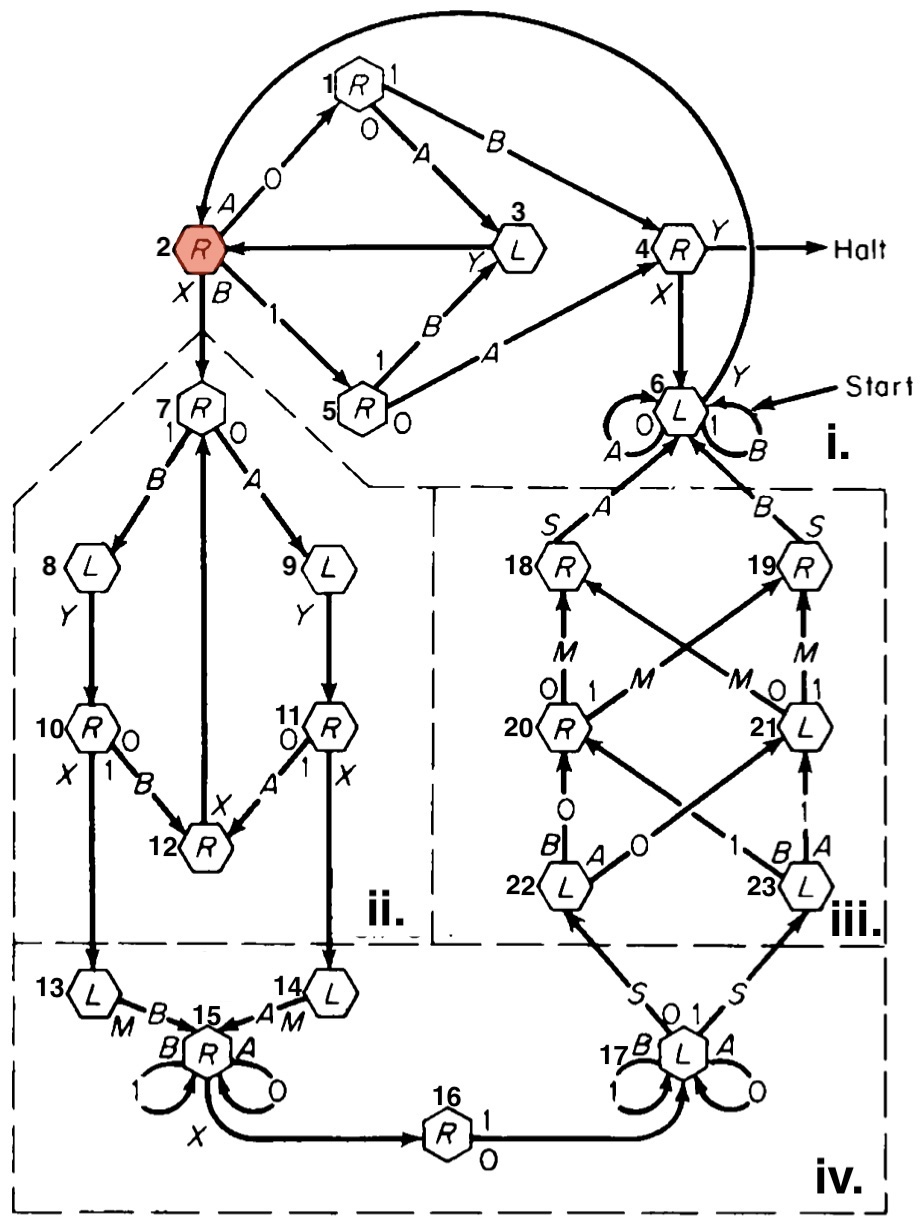 1 R 1
0
B
A
0
A
3
2 R
Y L
4 R Y
Halt
X B
X
1
B
1
A
Y
6
Start
7 R
5 R 0
L
0 1
1 0
A B
i.
B A
A B
S S
8 L
9 L
18 R
19 R
Y Y
M M M M
0 1 0 1
10 R 0
11 R
20 R
21 L
0
X 1 B
A 1 X
X
0 0 1 1
12 R
B A B A
22 L
23 L
ii.
iii.
13 L
14 L
M B A M
S S
15
0 1
B R A
17 B L A
1 0
1 0
16
X
R 1
0
iv.